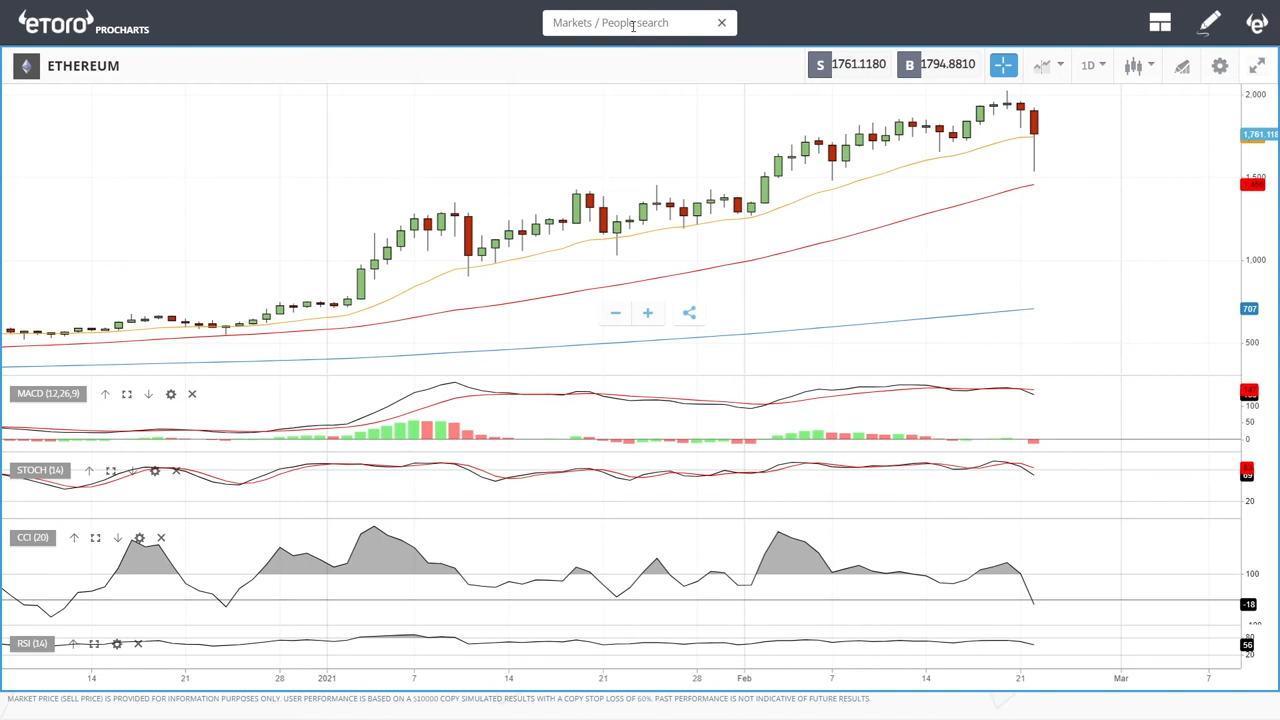 etoro PROCHARTS
Markets / People search
ETHEREUM
S 1761.1180
B 1794.8810
1D
2,000
1,761.118
1,500
1,000
707
500
MACD (12,26,9)
100
50
0
STOCH (14)
69
20
CCI (20)
100
-18
RSI (14)
80
56
20
14 21 28 2021 7 14 21 28 Feb 7 14 21 Mar 7
MARKET PRICE (SELL PRICE) IS PROVIDED FOR INFORMATION PURPOSES ONLY. USER PERFORMANCE IS BASED ON A $10000 COPY SIMULATED RESULTS WITH A COPY STOP LOSS OF 60%. PAST PERFORMANCE IS NOT INDICATIVE OF FUTURE RESULTS.